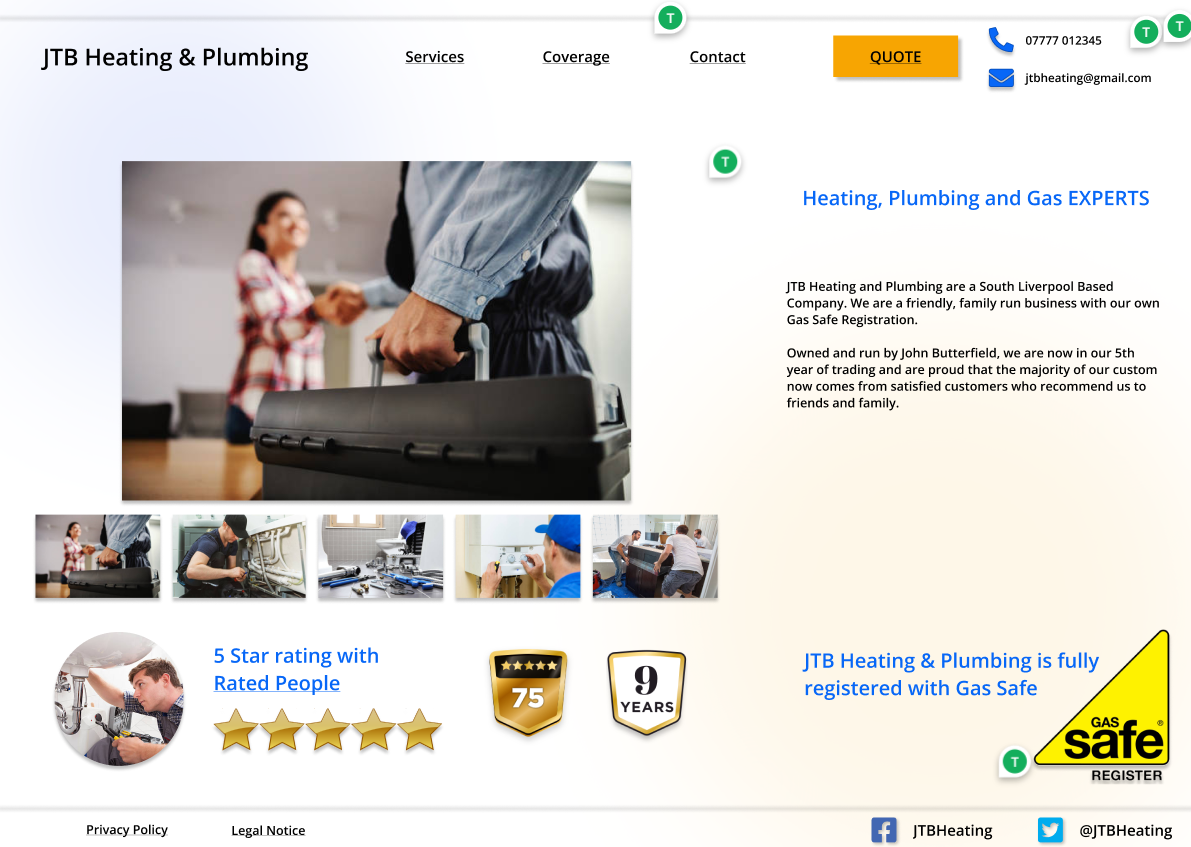 T
T
T
JTB Heating & Plumbing
Services
Coverage
Contact
QUOTE
07777 012345
jtbheating@gmail.com
T
Heating, Plumbing and Gas EXPERTS
JTB Heating and Plumbing are a South Liverpool Based
Company. We are a friendly, family run business with our own
Gas Safe Registration.
Owned and run by John Butterfield, we are now in our 5th
year of trading and are proud that the majority of our custom
now comes from satisfied customers who recommend us to
friends and family.
5 Star rating with
Rated People
75
9
YEARS
JTB Heating & Plumbing is fully
registered with Gas Safe
GAS
safe®
REGISTER
T
Privacy Policy
Legal Notice
JTBHeating
@JTBHeating